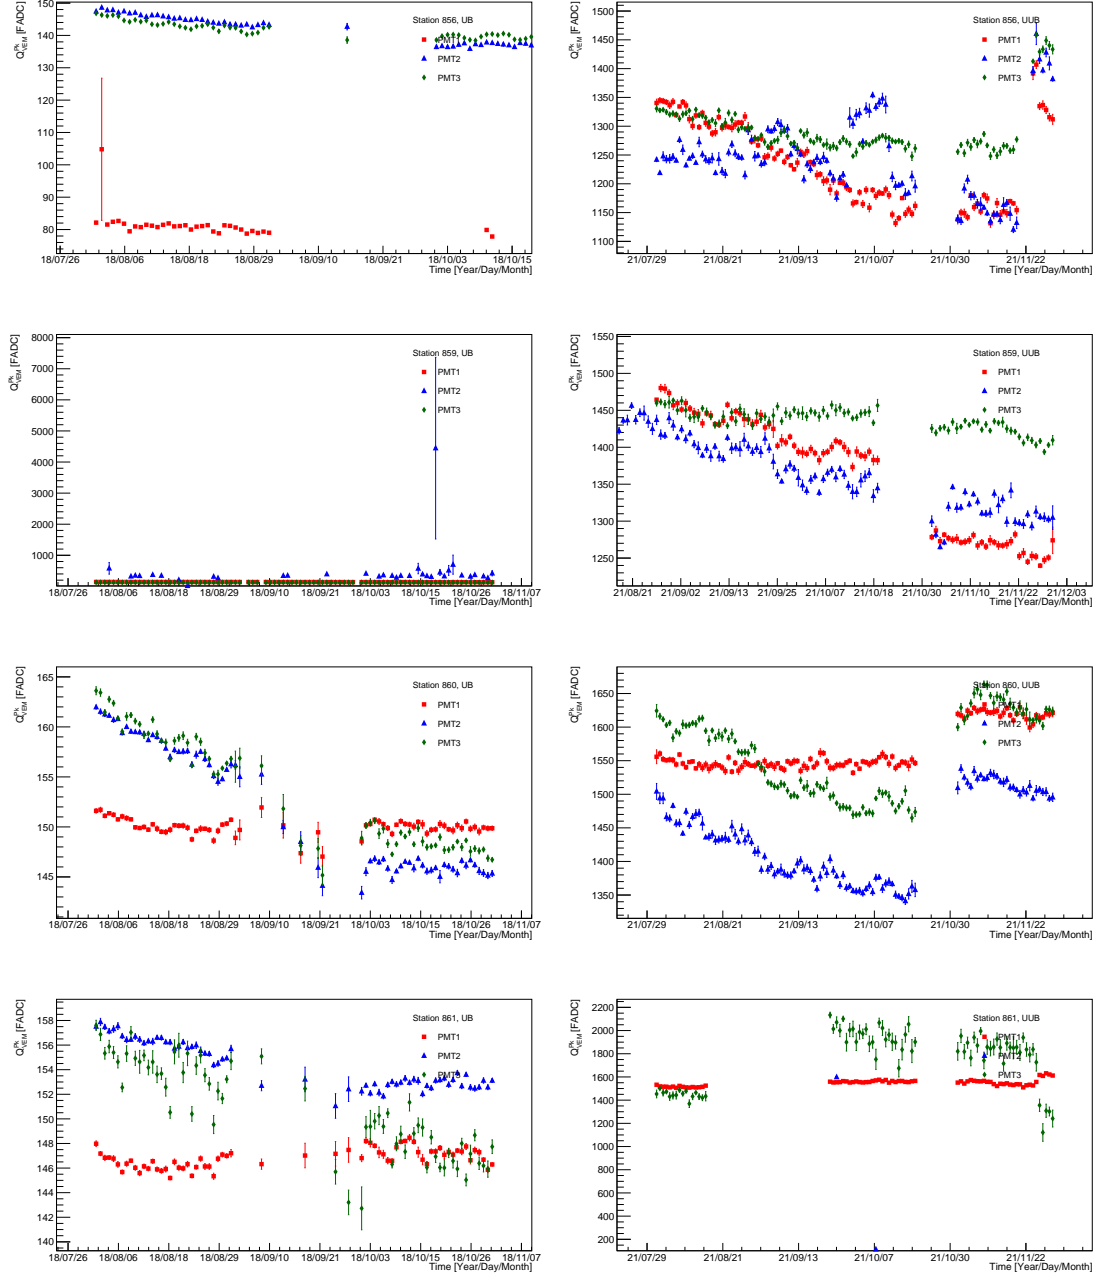 Q^Pk_VEM [FADC]
150
140
130
120
110
100
90
80
Station 856, UB
PMT1
PMT2
PMT3
18/07/26 18/08/06 18/08/18 18/08/29 18/09/10 18/09/21 18/10/03 18/10/15
Time [Year/Day/Month]
Q^Pk_VEM [FADC]
1500
1450
1400
1350
1300
1250
1200
1150
1100
Station 856, UUB
PMT1
PMT2
PMT3
21/07/29 21/08/21 21/09/13 21/10/07 21/10/30 21/11/22
Time [Year/Day/Month]
Q^Pk_VEM [FADC]
8000
7000
6000
5000
4000
3000
2000
1000
Station 859, UB
PMT1
PMT2
PMT3
18/07/26 18/08/06 18/08/18 18/08/29 18/09/10 18/09/21 18/10/03 18/10/15 18/10/26 18/11/07
Time [Year/Day/Month]
Q^Pk_VEM [FADC]
1550
1500
1450
1400
1350
1300
1250
Station 859, UUB
PMT1
PMT2
PMT3
21/08/21 21/09/02 21/09/13 21/09/25 21/10/07 21/10/18 21/10/30 21/11/10 21/11/22 21/12/03
Time [Year/Day/Month]
Q^Pk_VEM [FADC]
165
160
155
150
145
Station 860, UB
PMT1
PMT2
PMT3
18/07/26 18/08/06 18/08/18 18/08/29 18/09/10 18/09/21 18/10/03 18/10/15 18/10/26 18/11/07
Time [Year/Day/Month]
Q^Pk_VEM [FADC]
1650
1600
1550
1500
1450
1400
1350
Station 860, UUB
PMT1
PMT2
PMT3
21/07/29 21/08/21 21/09/13 21/10/07 21/10/30 21/11/22
Time [Year/Day/Month]
Q^Pk_VEM [FADC]
158
156
154
152
150
148
146
144
142
140
Station 861, UB
PMT1
PMT2
PMT3
18/07/26 18/08/06 18/08/18 18/08/29 18/09/10 18/09/21 18/10/03 18/10/15 18/10/26 18/11/07
Time [Year/Day/Month]
Q^Pk_VEM [FADC]
2200
2000
1800
1600
1400
1200
1000
800
600
400
200
Station 861, UUB
PMT1
PMT2
PMT3
21/07/29 21/08/21 21/09/13 21/10/07 21/10/30 21/11/22
Time [Year/Day/Month]